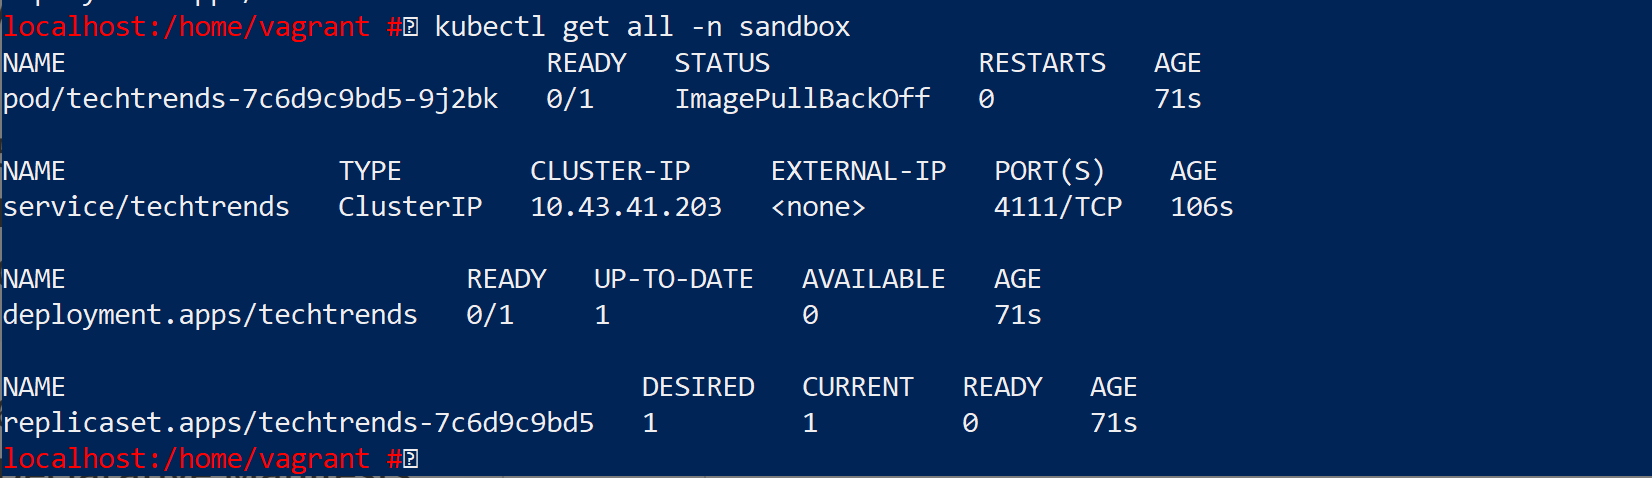 localhost:/home/vagrant # kubectl get all -n sandbox
NAME READY STATUS RESTARTS AGE
pod/techtrends-7c6d9c9bd5-9j2bk 0/1 ImagePullBackOff 0 71s
NAME TYPE CLUSTER-IP EXTERNAL-IP PORT(S) AGE
service/techtrends ClusterIP 10.43.41.203 <none> 4111/TCP 106s
NAME READY UP-TO-DATE AVAILABLE AGE
deployment.apps/techtrends 0/1 1 0 71s
NAME DESIRED CURRENT READY AGE
replicaset.apps/techtrends-7c6d9c9bd5 1 1 0 71s
localhost:/home/vagrant #